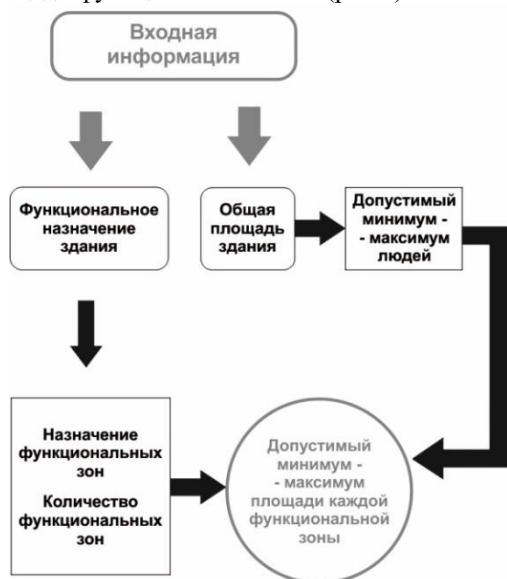 Входная
информация
Функциональное
назначение
здания
Общая
площадь
здания
Допустимый
минимум -
- максимум
людей
Назначение
функциональных
зон
Количество
функциональных
зон
Допустимый
минимум -
- максимум
площади каждой
функциональной
зоны